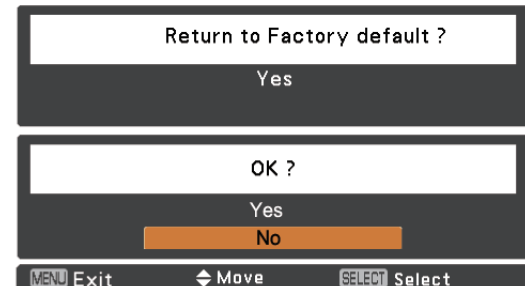 Return to Factory default ?
Yes
OK ?
Yes
No
MENU Exit Move SELECT Select